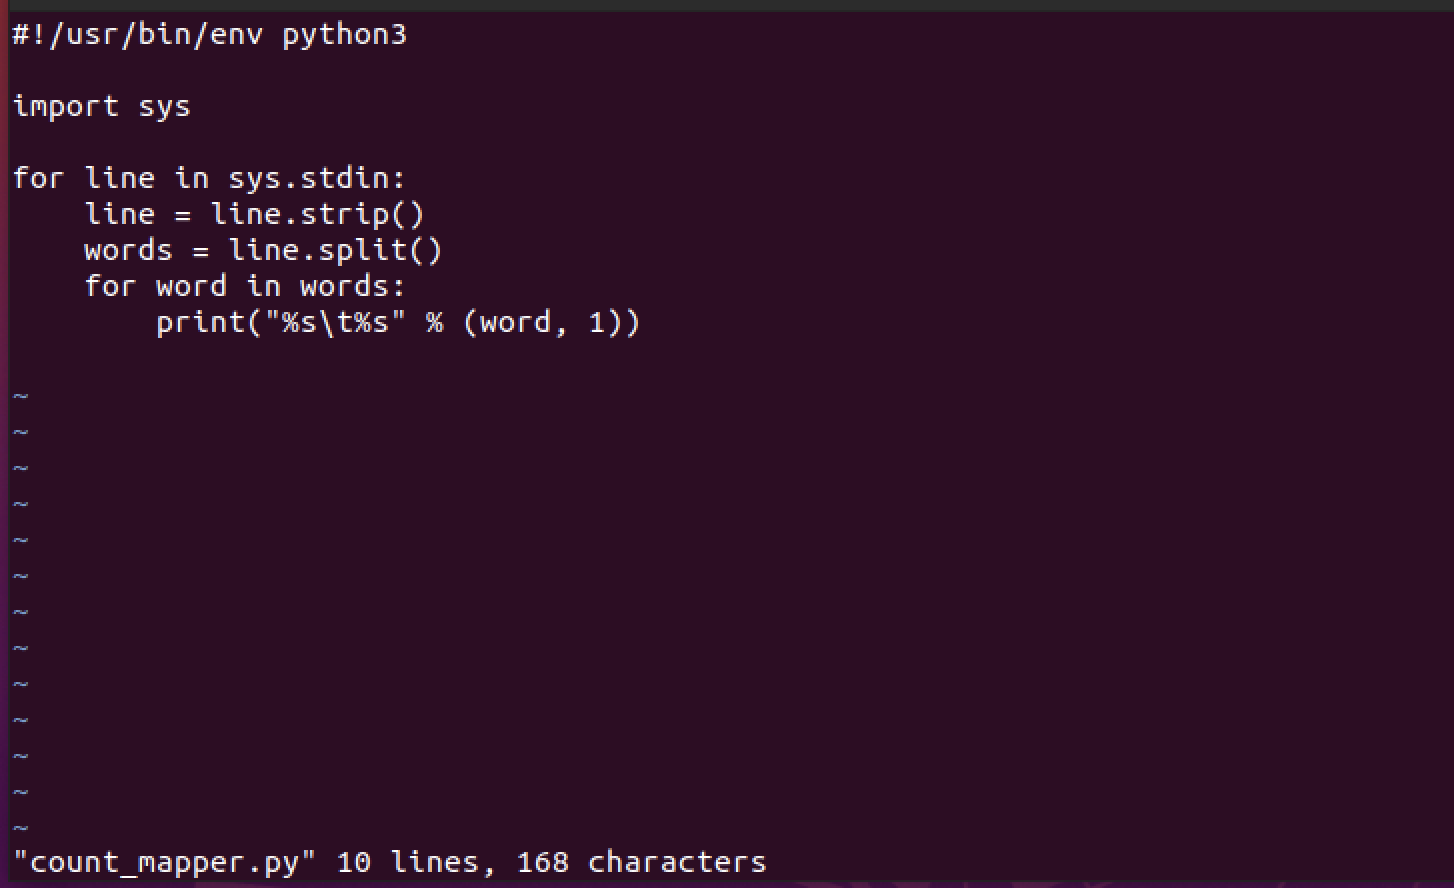 #!/usr/bin/env python3

import sys

for line in sys.stdin:
    line = line.strip()
    words = line.split()
    for word in words:
        print("%s\t%s" % (word, 1))

~
~
~
~
~
~
~
~
~
~
~
~
~
"count_mapper.py" 10 lines, 168 characters